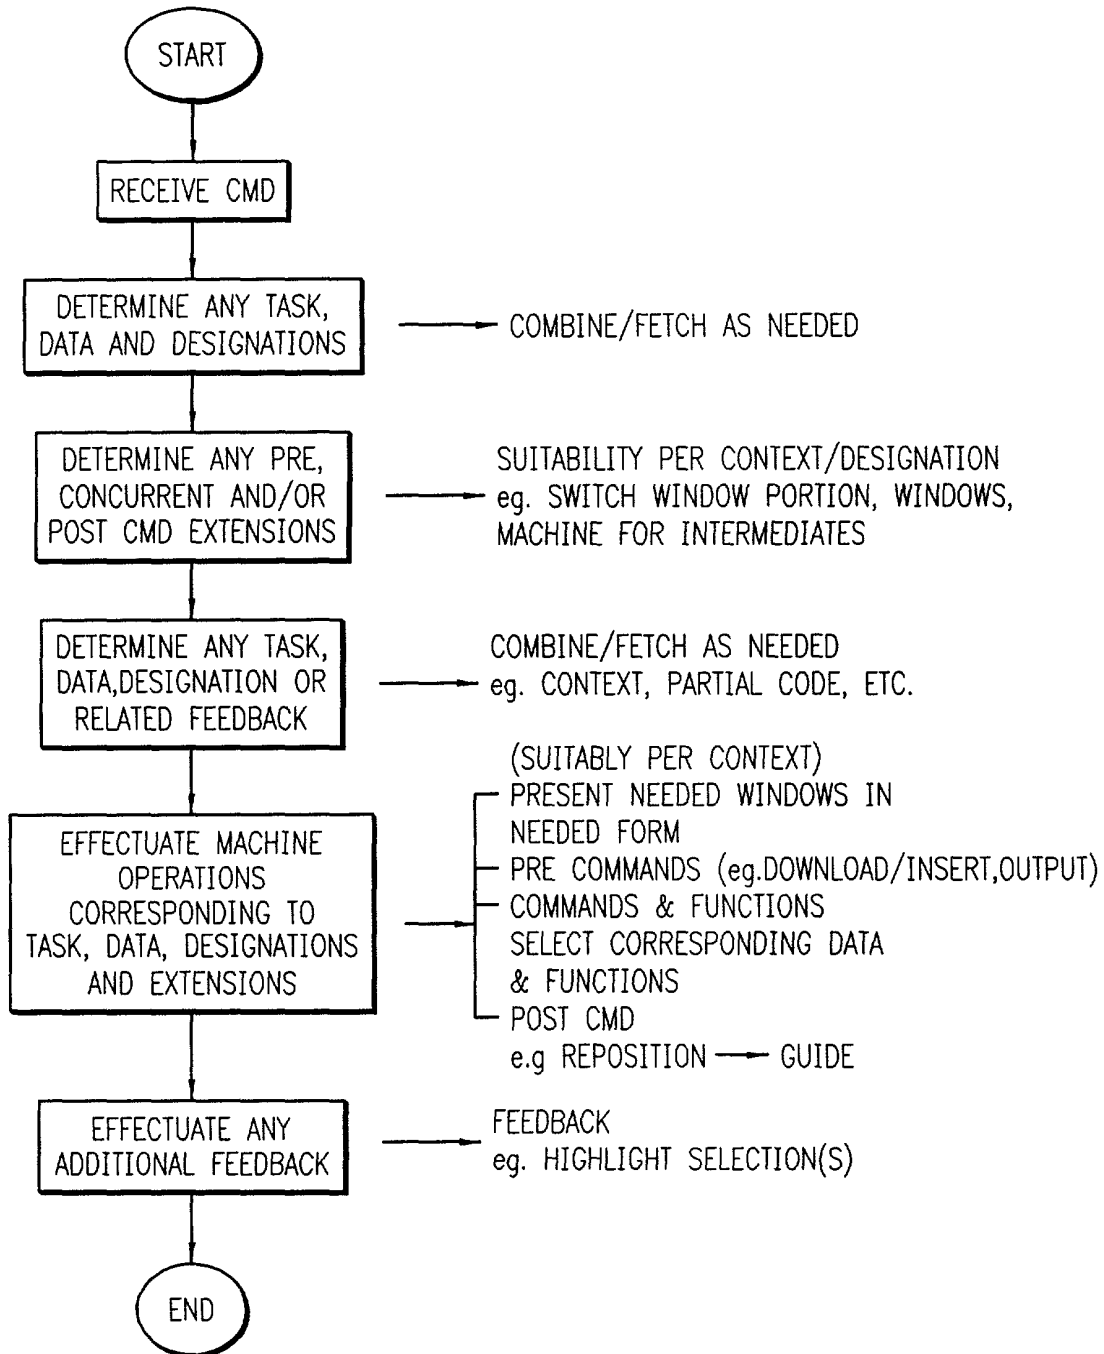 START
RECEIVE CMD
DETERMINE ANY TASK,
DATA AND DESIGNATIONS
COMBINE/FETCH AS NEEDED
DETERMINE ANY PRE,
CONCURRENT AND/OR
POST CMD EXTENSIONS
SUITABILITY PER CONTEXT/DESIGNATION
eg. SWITCH WINDOW PORTION, WINDOWS,
MACHINE FOR INTERMEDIATES
DETERMINE ANY TASK,
DATA,DESIGNATION OR
RELATED FEEDBACK
COMBINE/FETCH AS NEEDED
eg. CONTEXT, PARTIAL CODE, ETC.
EFFECTUATE MACHINE
OPERATIONS
CORRESPONDING TO
TASK, DATA, DESIGNATIONS
AND EXTENSIONS
(SUITABLY PER CONTEXT)
PRESENT NEEDED WINDOWS IN
NEEDED FORM
PRE COMMANDS (eg.DOWNLOAD/INSERT,OUTPUT)
COMMANDS & FUNCTIONS
SELECT CORRESPONDING DATA
& FUNCTIONS
POST CMD
e.g REPOSITION → GUIDE
EFFECTUATE ANY
ADDITIONAL FEEDBACK
FEEDBACK
eg. HIGHLIGHT SELECTION(S)
END